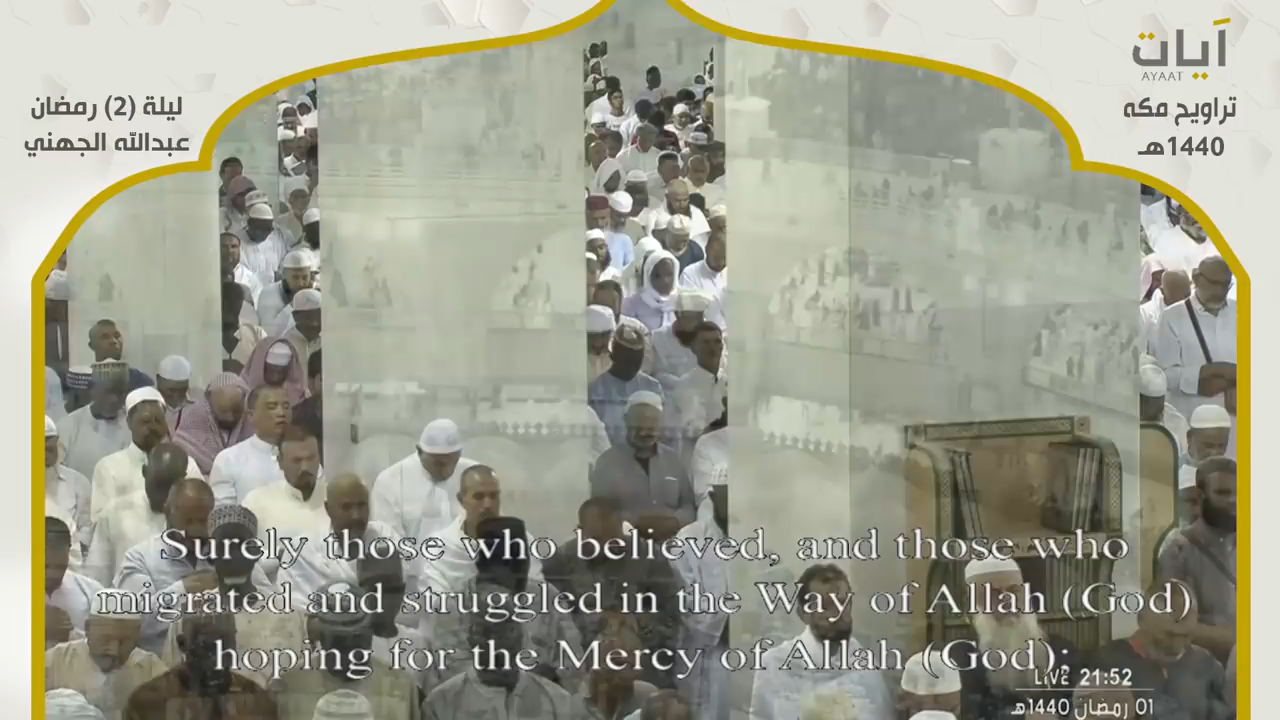 آيات
AYAAT
تراويح مكه
1440هـ
ليلة (2) رمضان
عبدالله الجهني
Surely those who believed, and those who
migrated and struggled in the Way of Allah (God)
hoping for the Mercy of Allah (God);
LIVE 21:52
01 رمضان 1440هـ